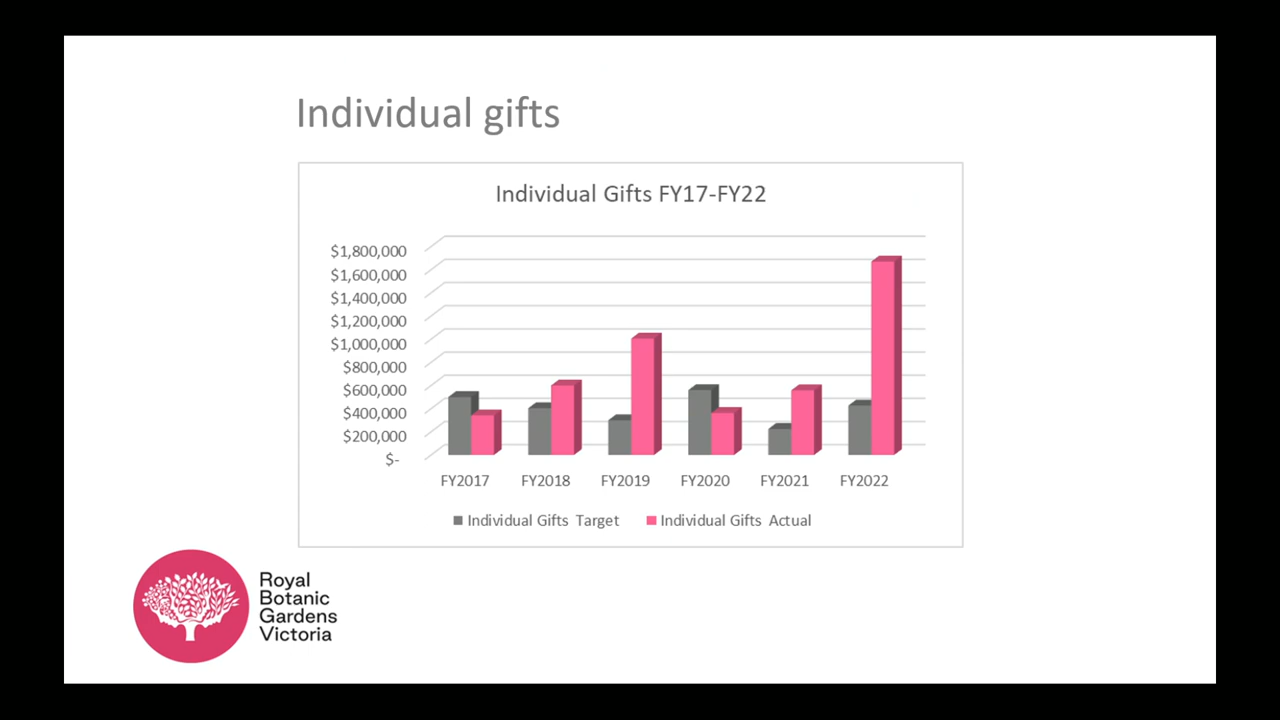 Individual gifts
Individual Gifts FY17-FY22
$1,800,000
$1,600,000
$1,400,000
$1,200,000
$1,000,000
$800,000
$600,000
$400,000
$200,000
$-
FY2017 FY2018 FY2019 FY2020 FY2021 FY2022
Individual Gifts Target Individual Gifts Actual
Royal
Botanic
Gardens
Victoria